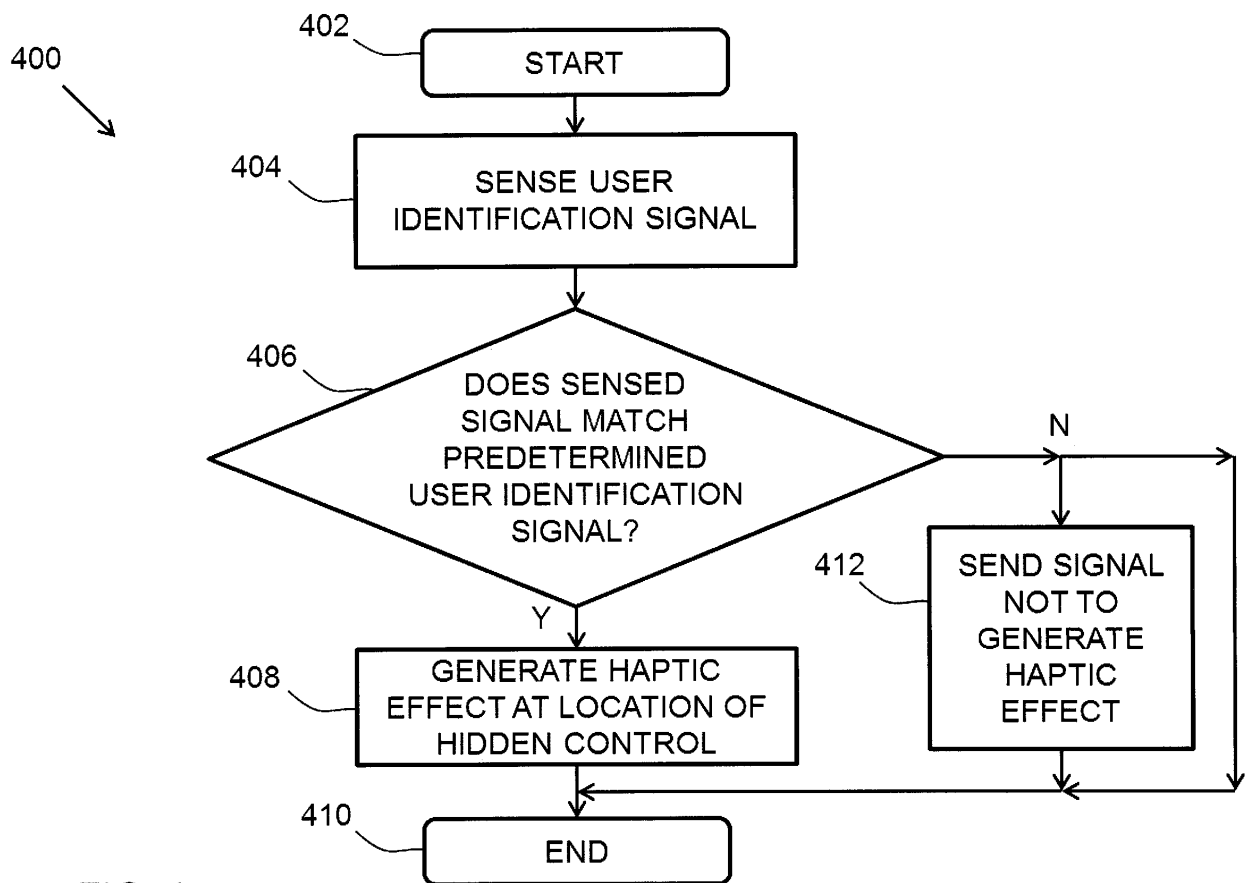 402
START
400
404
SENSE USER
IDENTIFICATION SIGNAL
406
DOES SENSED
SIGNAL MATCH
PREDETERMINED
USER IDENTIFICATION
SIGNAL?
N
412
SEND SIGNAL
NOT TO
GENERATE
HAPTIC
EFFECT
Y
408
GENERATE HAPTIC
EFFECT AT LOCATION OF
HIDDEN CONTROL
410
END